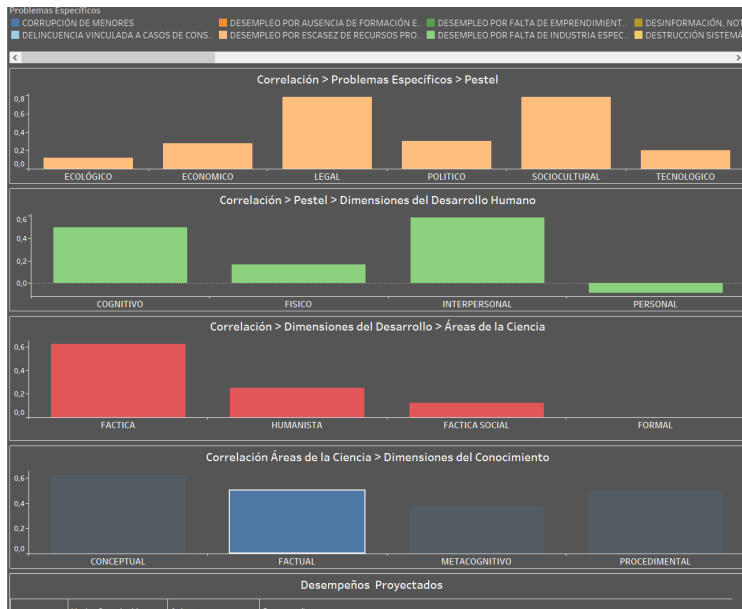 Problemas Específicos
CORRUPCIÓN DE MENORES DESEMPLEO POR AUSENCIA DE FORMACIÓN E.. DESEMPLEO POR FALTA DE EMPRENDIMIENT.. DESINFORMACIÓN, NOT
DELINCUENCIA VINCULADA A CASOS DE CONS.. DESEMPLEO POR ESCASEZ DE RECURSOS PRO.. DESEMPLEO POR FALTA DE INDUSTRIA ESPEC.. DESTRUCCIÓN SISTEMÁ
Correlación > Problemas Específicos > Pestel
0,8
0,6
0,4
0,2
0,0
ECOLÓGICO ECONOMICO LEGAL POLITICO SOCIOCULTURAL TECNOLOGICO
Correlación > Pestel > Dimensiones del Desarrollo Humano
0,6
0,4
0,2
0,0
COGNITIVO FISICO INTERPERSONAL PERSONAL
Correlación > Dimensiones del Desarrollo > Áreas de la Ciencia
0,6
0,4
0,2
0,0
FACTICA HUMANISTA FACTICA SOCIAL FORMAL
Correlación Áreas de la Ciencia > Dimensiones del Conocimiento
0,6
0,4
0,2
0,0
CONCEPTUAL FACTUAL METACOGNITIVO PROCEDIMENTAL
Desempeños Proyectados